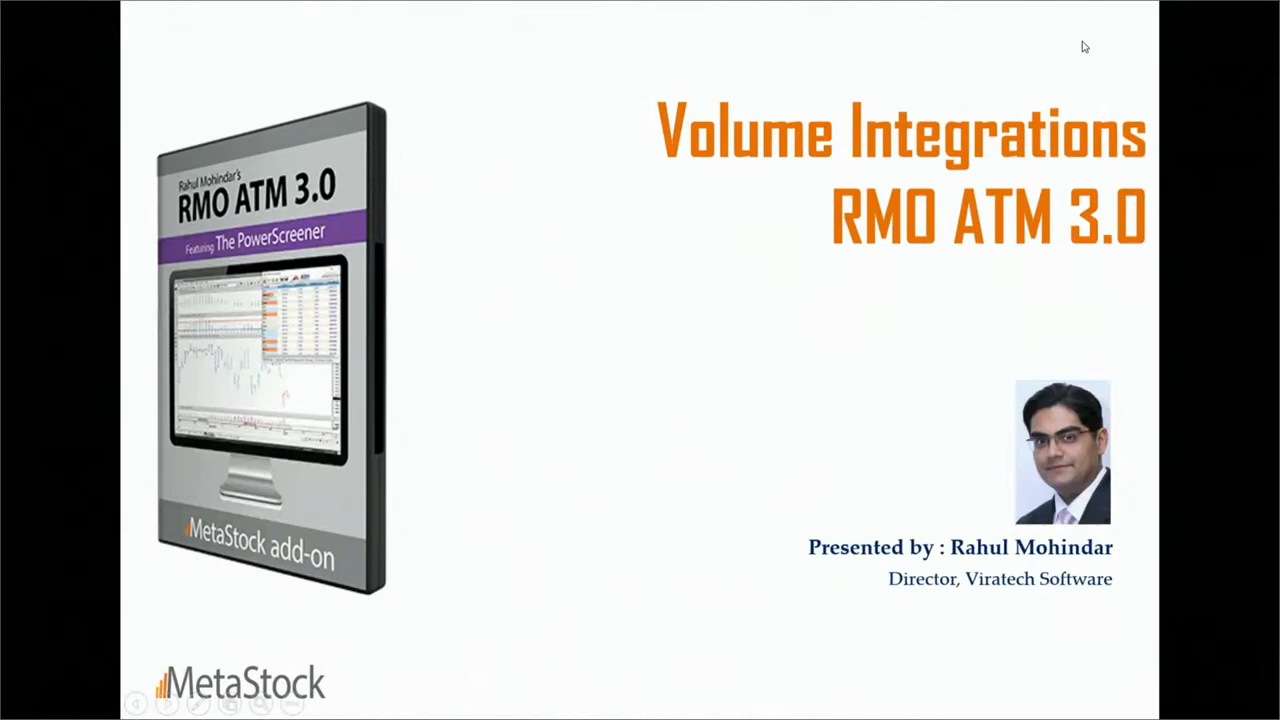 Volume Integrations
RMO ATM 3.0
Rahul Mohindar's
RMO ATM 3.0
Featuring The PowerScreener
MetaStock add-on
Presented by : Rahul Mohindar
Director, Viratech Software
MetaStock